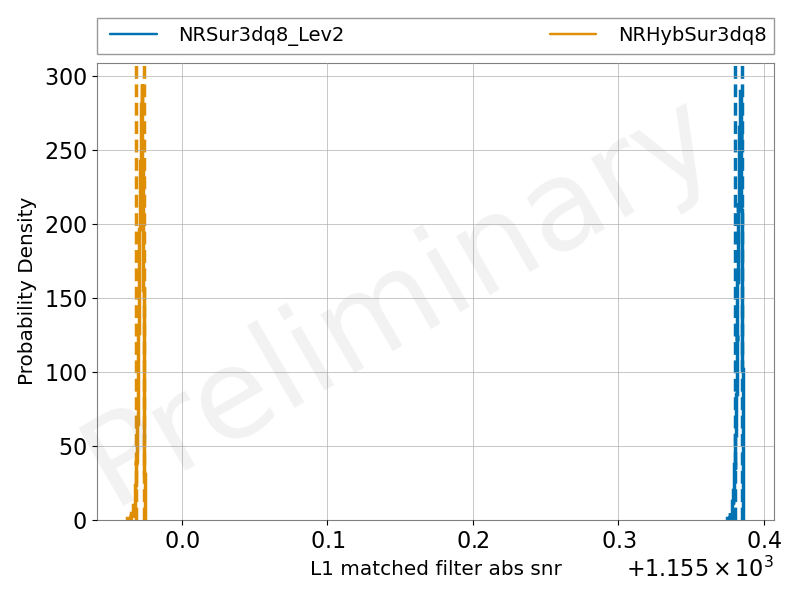 NRSur3dq8_Lev2 NRHybSur3dq8
300
250
200
150
100
50
0
Probability Density
Preliminary
0.0 0.1 0.2 0.3 0.4
L1 matched filter abs snr
+1.155 × 10³